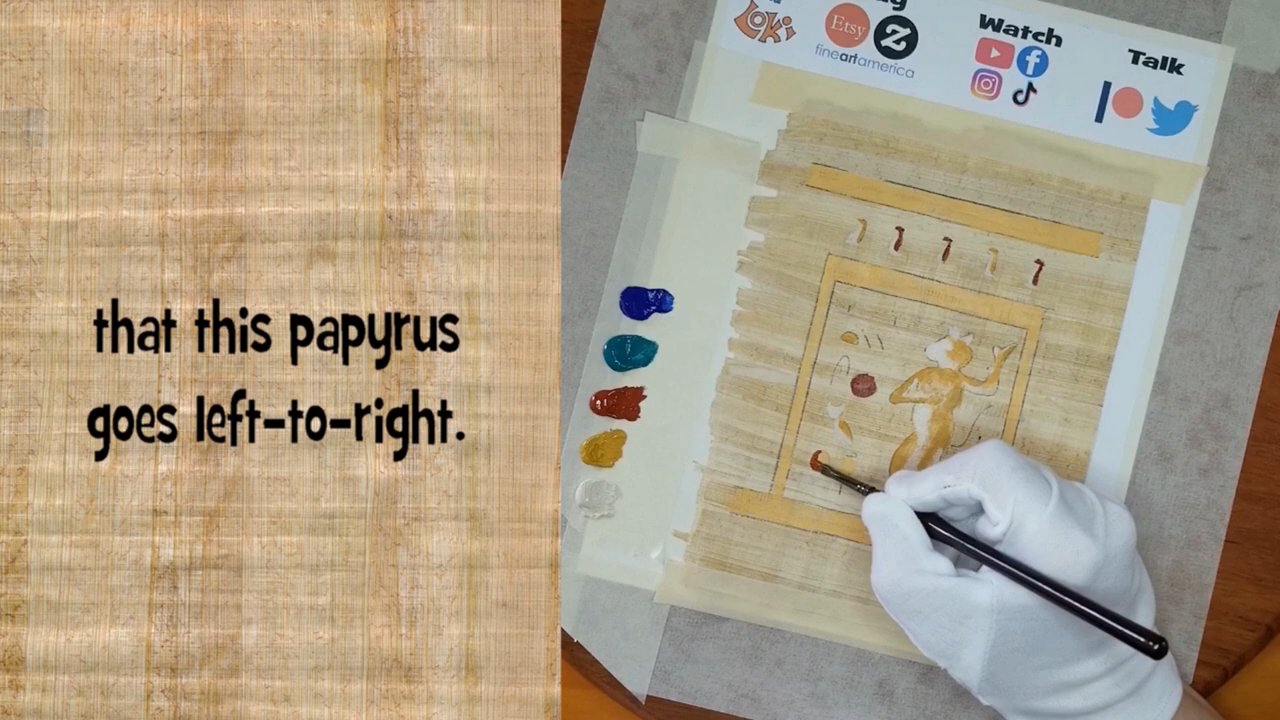 that this papyrus
goes left-to-right.
Loki
Etsy
Z
fineartamerica
Watch
Talk